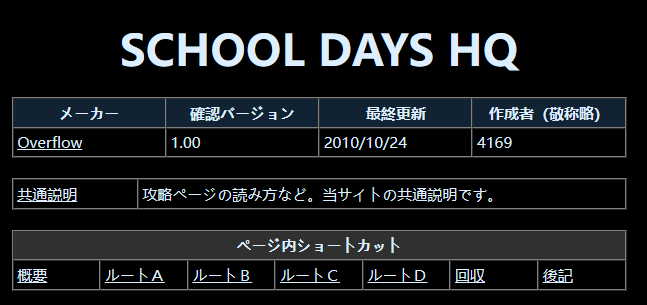 SCHOOL DAYS HQ
メーカー 確認バージョン 最終更新 作成者（敬称略）
Overflow 1.00 2010/10/24 4169
共通説明 攻略ページの読み方など。当サイトの共通説明です。
ページ内ショートカット
概要 ルートＡ ルートＢ ルートＣ ルートＤ 回収 後記